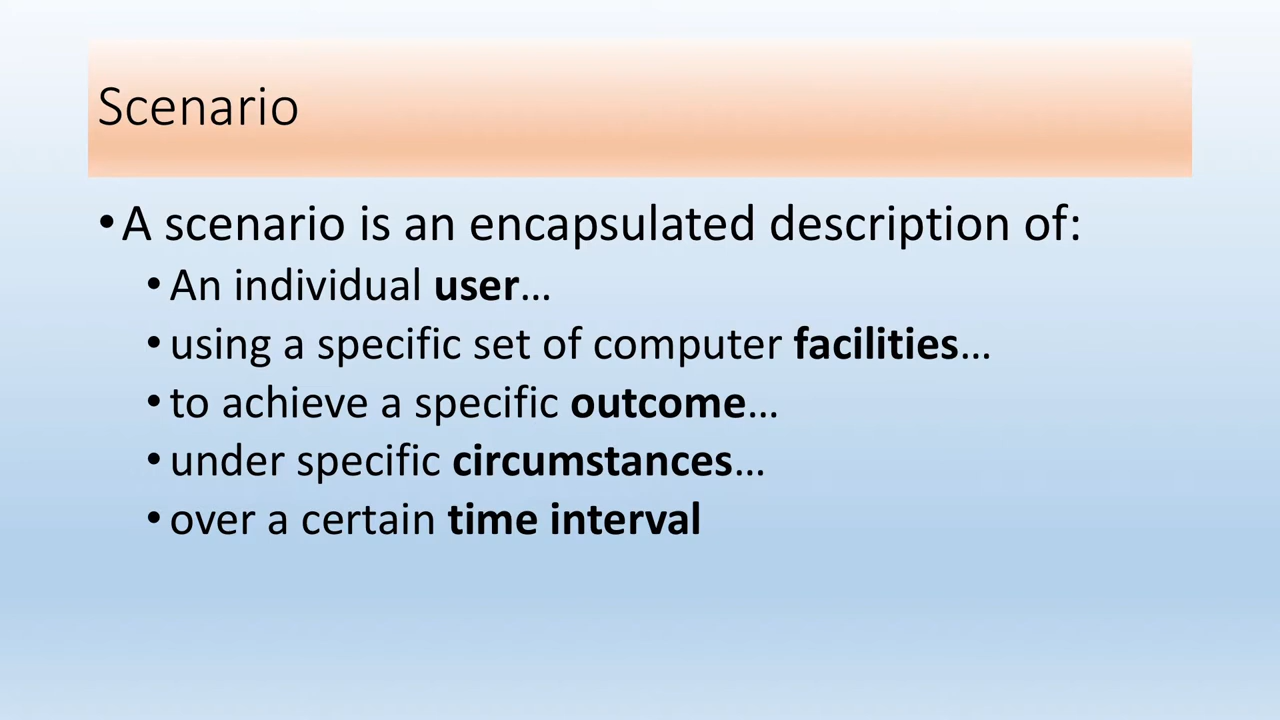 Scenario
•A scenario is an encapsulated description of:
•An individual user…
•using a specific set of computer facilities…
•to achieve a specific outcome…
•under specific circumstances…
•over a certain time interval